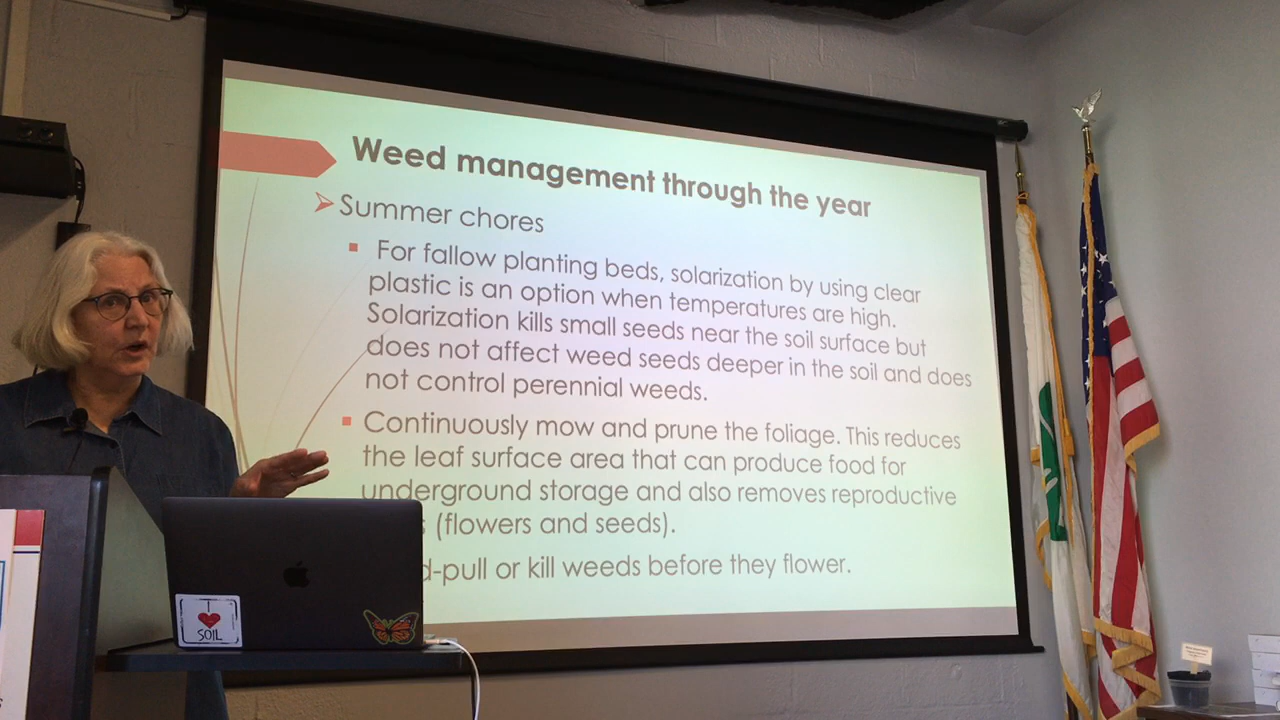 Weed management through the year
Summer chores
For fallow planting beds, solarization by using clear
plastic is an option when temperatures are high.
Solarization kills small seeds near the soil surface but
does not affect weed seeds deeper in the soil and does
not control perennial weeds.
Continuously mow and prune the foliage. This reduces
the leaf surface area that can produce food for
underground storage and also removes reproductive
(flowers and seeds).
d-pull or kill weeds before they flower.
I
SOIL